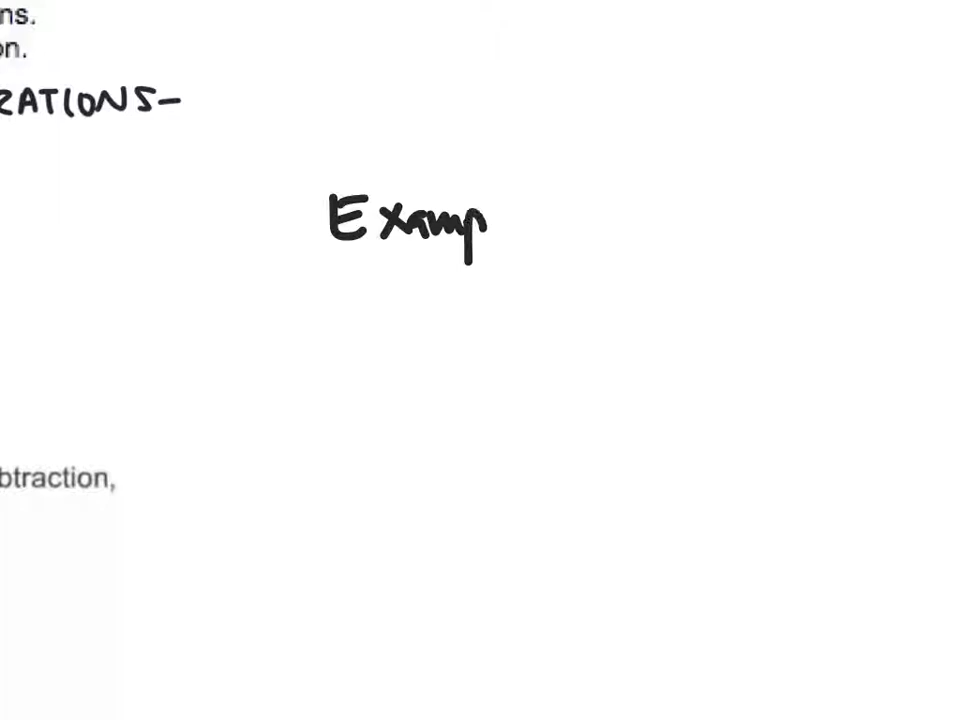 ns.
on.
RATIONS-
Examp
btraction,